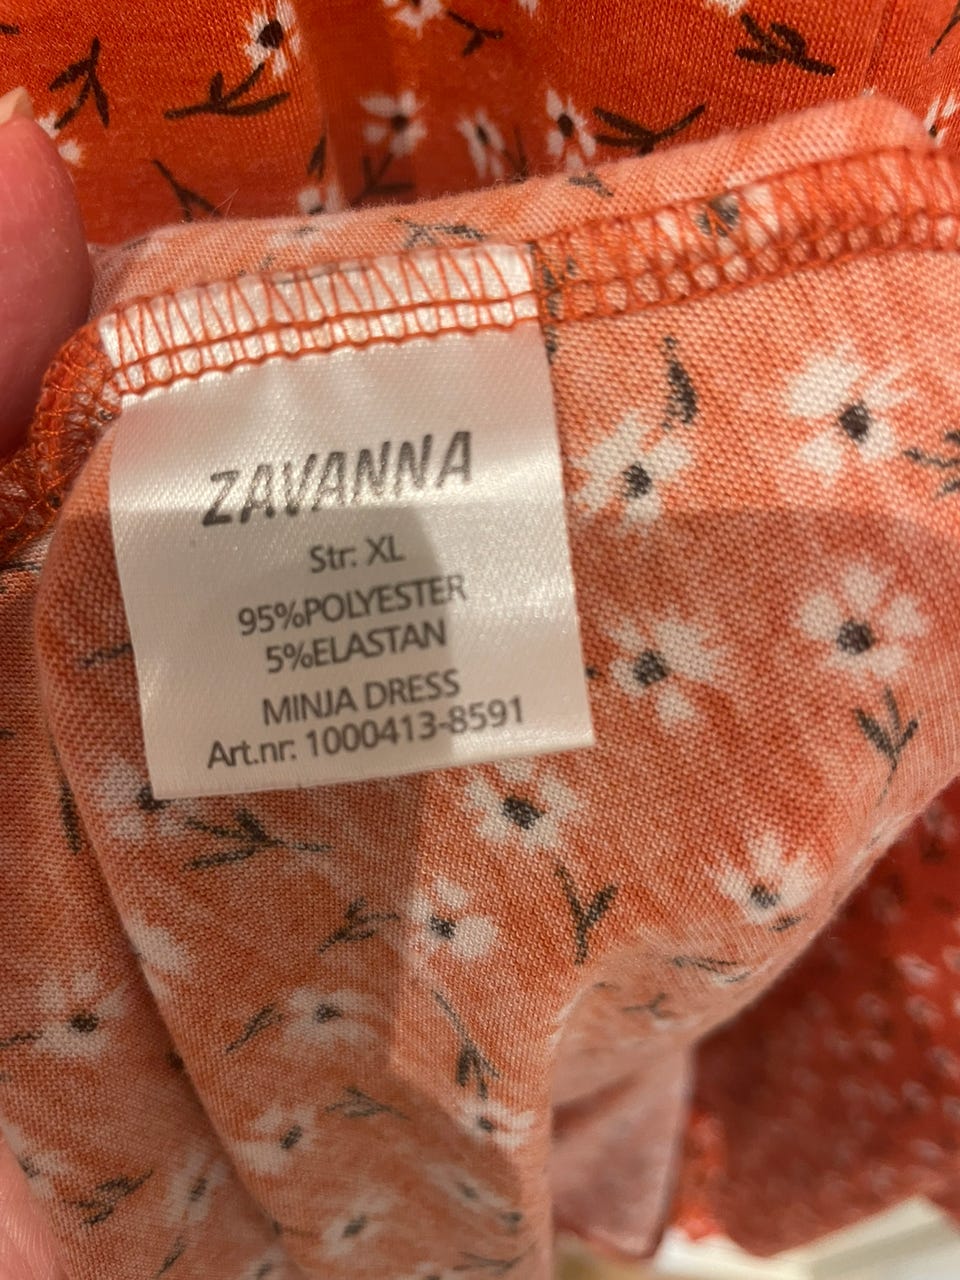 ZAVANNA
Str: XL
95%POLYESTER
5%ELASTAN
MINJA DRESS
Art.nr: 1000413-8591